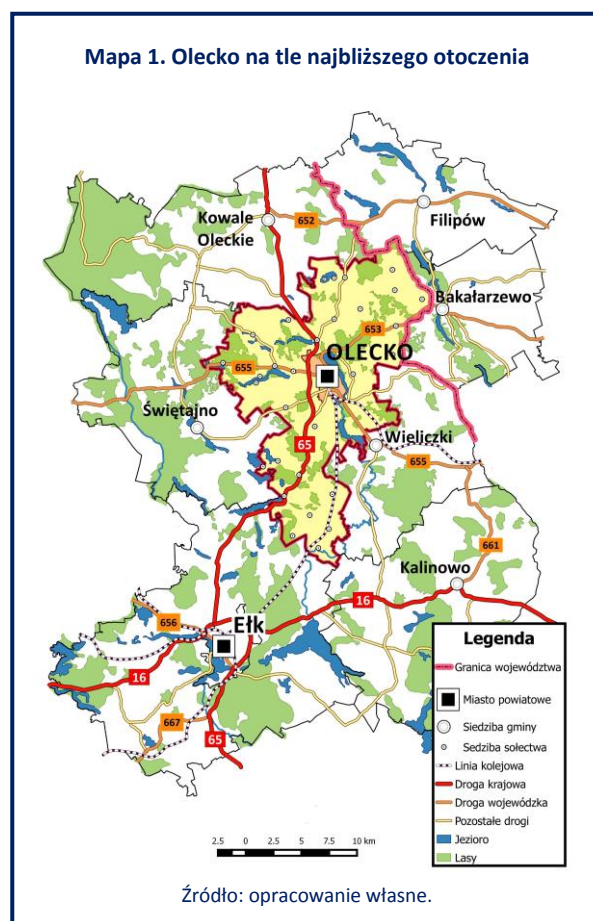 Mapa 1. Olecko na tle najbliższego otoczenia
Kowale
Oleckie
652
Filipów
Bakałarzewo
653
OLECKO
655
Świętajno
65
Wieliczki
655
661
Kalinowo
16
656
Ełk
16
667
65
Legenda
Granica województwa
Miasto powiatowe
Siedziba gminy
Sedziba sołectwa
Linia kolejowa
Droga krajowa
Droga wojewódzka
Pozostałe drogi
Jezioro
Lasy
2.5 0 2.5 5 7.5 10 km
Źródło: opracowanie własne.